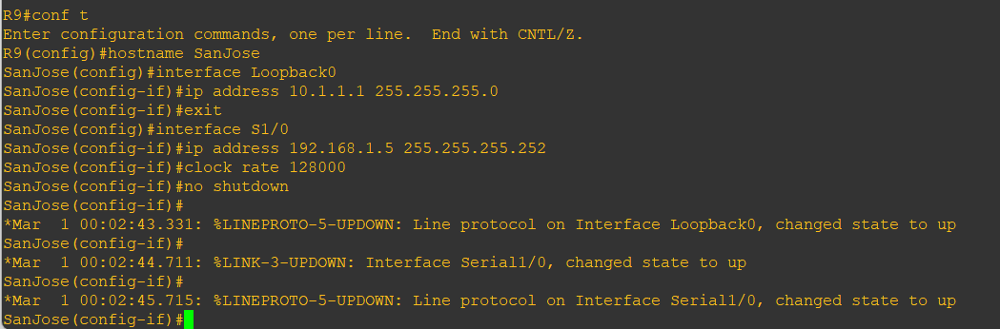 R9#conf t
Enter configuration commands, one per line.  End with CNTL/Z.
R9(config)#hostname SanJose
SanJose(config)#interface Loopback0
SanJose(config-if)#ip address 10.1.1.1 255.255.255.0
SanJose(config-if)#exit
SanJose(config)#interface S1/0
SanJose(config-if)#ip address 192.168.1.5 255.255.255.252
SanJose(config-if)#clock rate 128000
SanJose(config-if)#no shutdown
SanJose(config-if)#
*Mar  1 00:02:43.331: %LINEPROTO-5-UPDOWN: Line protocol on Interface Loopback0, changed state to up
SanJose(config-if)#
*Mar  1 00:02:44.711: %LINK-3-UPDOWN: Interface Serial1/0, changed state to up
SanJose(config-if)#
*Mar  1 00:02:45.715: %LINEPROTO-5-UPDOWN: Line protocol on Interface Serial1/0, changed state to up
SanJose(config-if)#